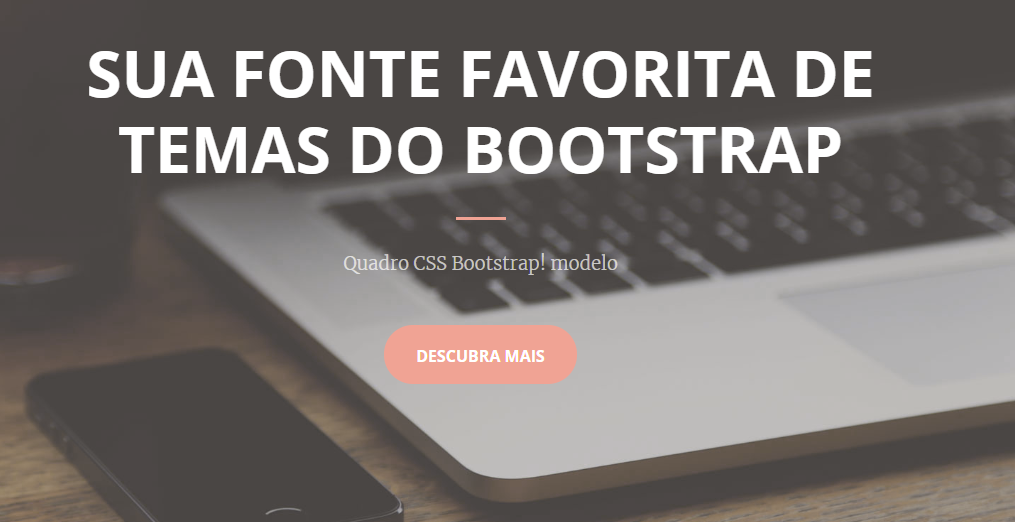 SUA FONTE FAVORITA DE
TEMAS DO BOOTSTRAP
Quadro CSS Bootstrap! modelo
DESCUBRA MAIS